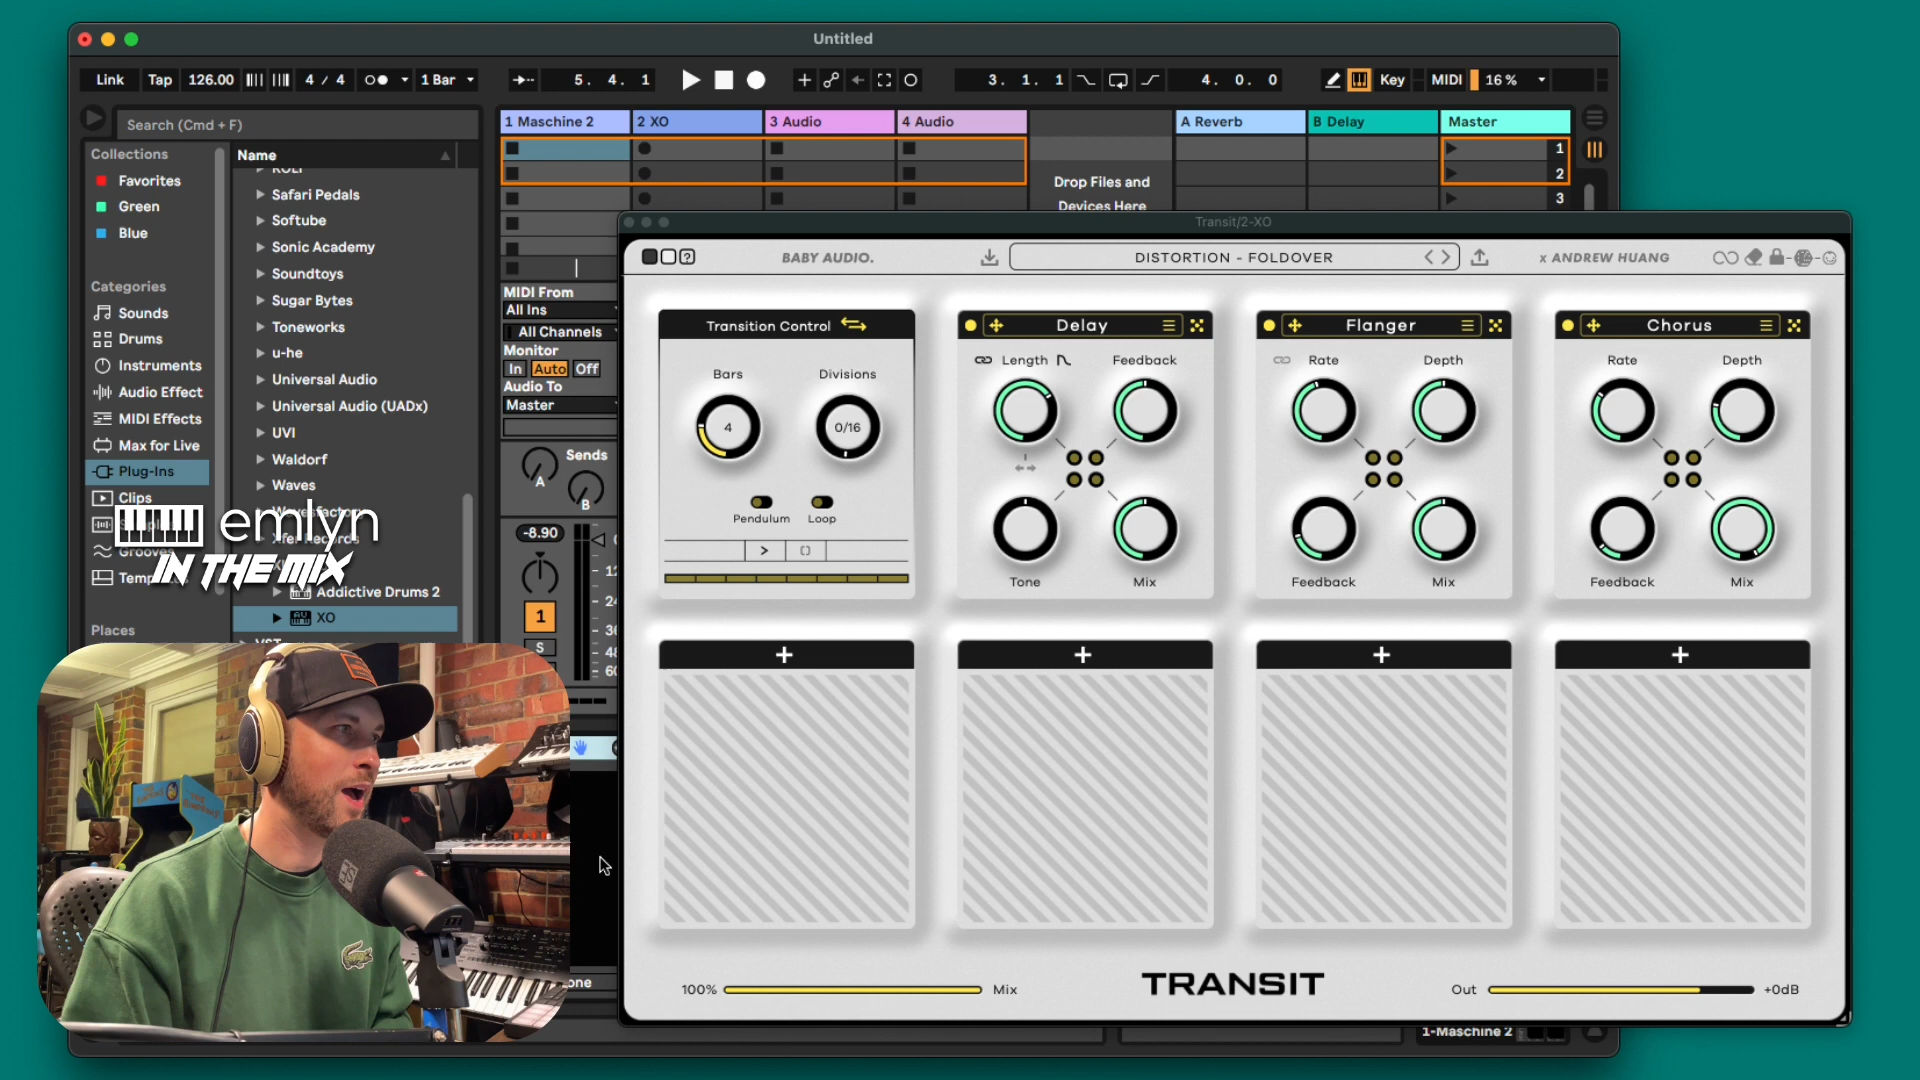 Untitled
Link Tap 126.00 4 / 4 1 Bar 5. 4. 1 3. 1. 1 4. 0. 0 Key MIDI 16 %
Search (Cmd + F)
Collections
Favorites
Green
Blue
Categories
Sounds
Drums
Instruments
Audio Effect
MIDI Effects
Max for Live
Plug-Ins
Clips
Grooves
Places
Name
Safari Pedals
Softube
Sonic Academy
Soundtoys
Sugar Bytes
Toneworks
u-he
Universal Audio
Universal Audio (UADx)
UVI
Waldorf
Waves
Addictive Drums 2
XO
emlyn
IN THE MIX
1 Maschine 2 2 XO 3 Audio 4 Audio A Reverb B Delay Master
1
2
3
Drop Files and
Devices Here
MIDI From
All Ins
All Channels
Monitor
In Auto Off
Audio To
Master
Sends
A
B
-8.90
1
S
Transit/2-XO
BABY AUDIO. DISTORTION - FOLDOVER x ANDREW HUANG
Transition Control
Bars Divisions
4 0/16
Pendulum Loop
Delay
Length Feedback
Tone Mix
Flanger
Rate Depth
Feedback Mix
Chorus
Rate Depth
Feedback Mix
+ + + +
100% Mix TRANSIT Out +0dB
1-Maschine 2